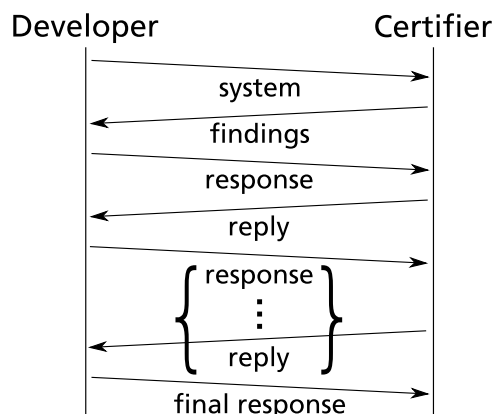 Developer Certifier
system
findings
response
reply
response
⋮
reply
final response